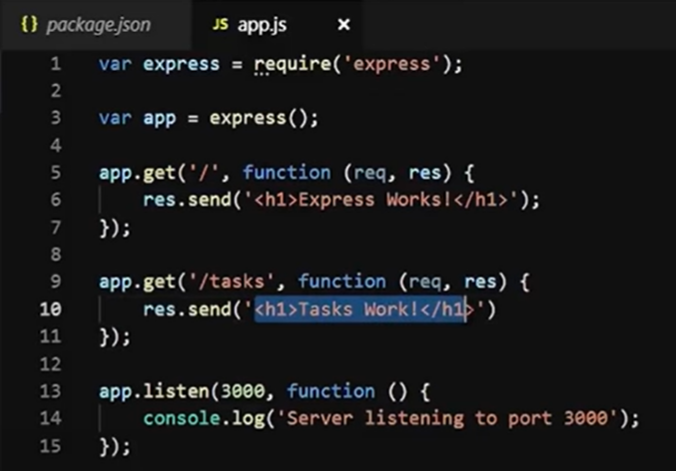 {} package.json JS app.js ×
1 var express = require('express');
2
3 var app = express();
4
5 app.get('/', function (req, res) {
6 res.send('<h1>Express Works!</h1>');
7 });
8
9 app.get('/tasks', function (req, res) {
10 res.send('<h1>Tasks Work!</h1>')
11 });
12
13 app.listen(3000, function () {
14 console.log('Server listening to port 3000');
15 });